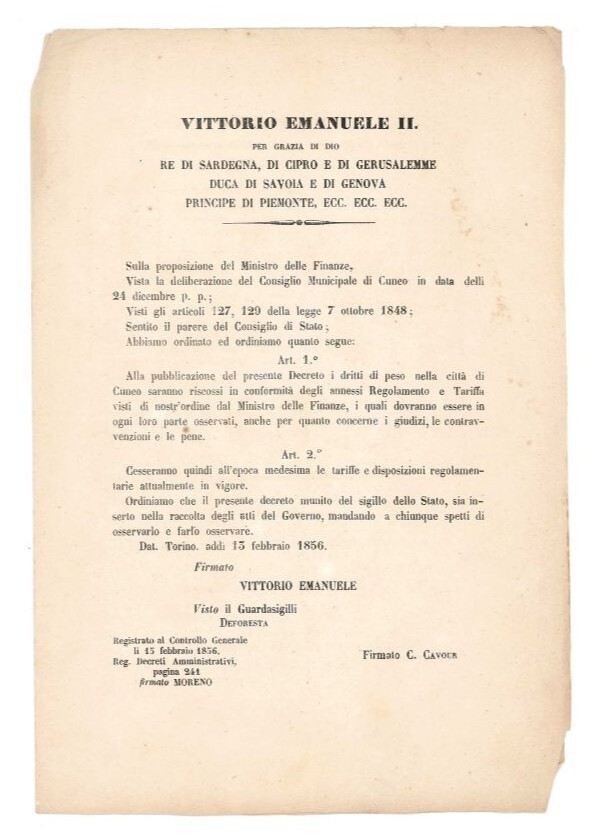 VITTORIO EMANUELE II.
PER GRAZIA DI DIO
RE DI SARDEGNA, DI CIPRO E DI GERUSALEMME
DUCA DI SAVOIA E DI GENOVA
PRINCIPE DI PIEMONTE, ECC. ECC. ECC.
Sulla proposizione del Ministro delle Finanze,
Vista la deliberazione del Consiglio Municipale di Cuneo in data delli
24 dicembre p. p.;
Visti gli articoli 127, 129 della legge 7 ottobre 1848;
Sentito il parere del Consiglio di Stato;
Abbiamo ordinato ed ordiniamo quanto segue:
Art. 1.º
Alla pubblicazione del presente Decreto i dritti di peso nella città di
Cuneo saranno riscossi in conformità degli annessi Regolamento e Tariffa
visti di nostr'ordine dal Ministro delle Finanze, i quali dovranno essere in
ogni loro parte osservati, anche per quanto concerne i giudizi, le contrav-
venzioni e le pene.
Art. 2.º
Cesseranno quindi all'epoca medesima le tariffe e disposizioni regolamen-
tarie attualmente in vigore.
Ordiniamo che il presente decreto munito del sigillo dello Stato, sia in-
serto nella raccolta degli atti del Governo, mandando a chiunque spetti di
osservarlo e farlo osservare.
Dat. Torino. addì 13 febbraio 1856.
Firmato
VITTORIO EMANUELE
Visto il Guardasigilli
DEFORESTA
Registrato al Controllo Generale
li 15 febbraio 1856.
Reg. Decreti Amministrativi,
pagina 241
firmato MORENO
Firmato C. CAVOUR